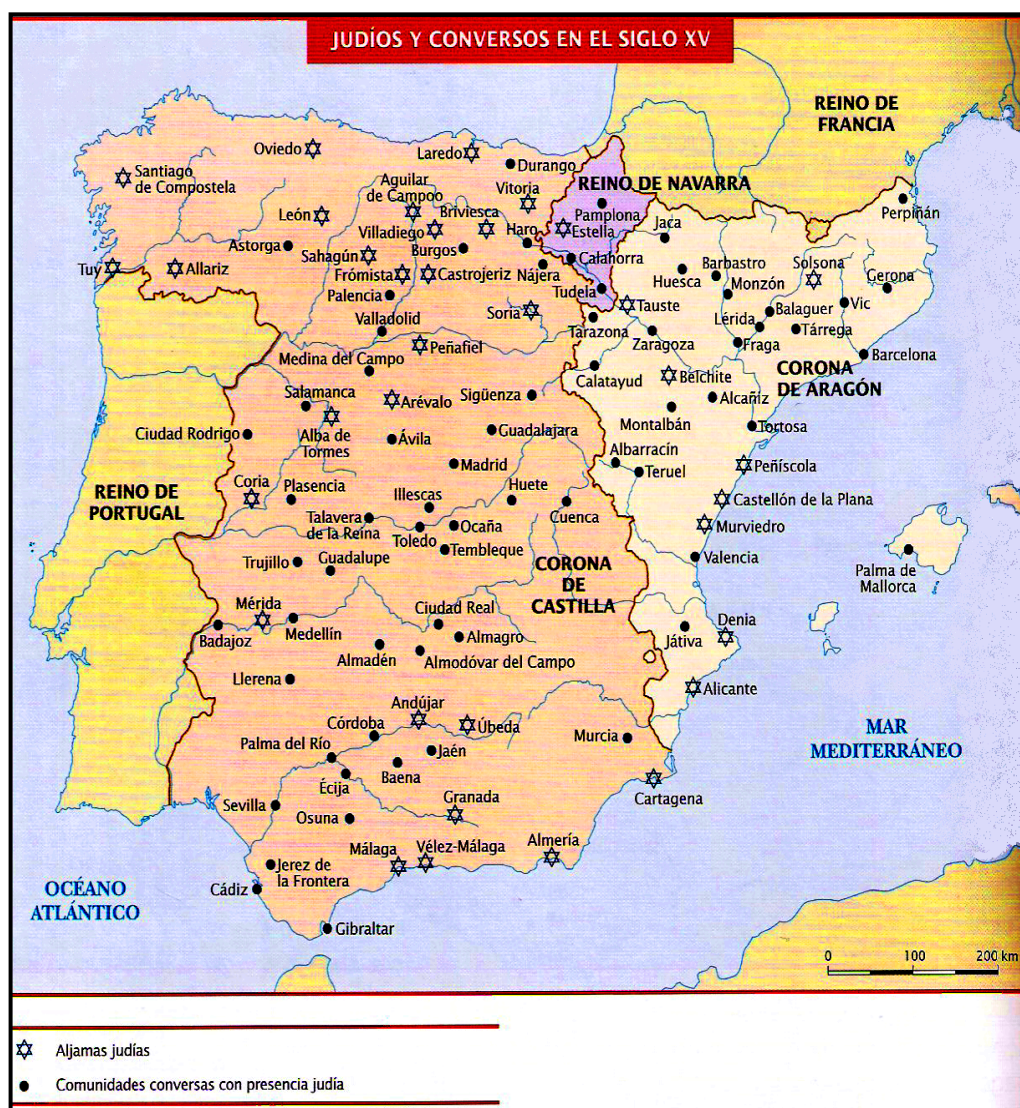 JUDÍOS Y CONVERSOS EN EL SIGLO XV
REINO DE
FRANCIA
Oviedo
Laredo
Durango
Santiago
de Compostela
Aguilar
de Campoo
Vitoria
REINO DE NAVARRA
León
Briviesca
Pamplona
Perpiñán
Villadiego
Haro
Estella
Jaca
Astorga
Burgos
Sahagún
Calahorra
Barbastro
Solsona
Tuy
Allariz
Frómista
Castrojeriz
Nájera
Huesca
Monzón
Gerona
Palencia
Tudela
Balaguer
Vic
Soria
Tauste
Lérida
Valladolid
Tarazona
Tárrega
Peñafiel
Zaragoza
Fraga
Medina del Campo
Barcelona
Calatayud
Belchite
CORONA
DE ARAGÓN
Salamanca
Arévalo
Sigüenza
Alcañiz
Ciudad Rodrigo
Alba de
Tormes
Ávila
Guadalajara
Montalbán
Tortosa
Albarracín
Madrid
Teruel
Peñíscola
Coria
Plasencia
Illescas
Huete
REINO DE
PORTUGAL
Castellón de la Plana
Talavera
de la Reina
Toledo
Ocaña
Cuenca
Murviedro
Tembleque
Trujillo
Guadalupe
CORONA
DE
CASTILLA
Valencia
Palma de
Mallorca
Mérida
Ciudad Real
Denia
Badajoz
Medellín
Almagro
Játiva
Almadén
Almodóvar del Campo
Llerena
Alicante
Andújar
Córdoba
Úbeda
Murcia
MAR
MEDITERRÁNEO
Palma del Río
Jaén
Baena
Écija
Cartagena
Sevilla
Granada
Osuna
Almería
Málaga
Vélez-Málaga
Jerez de
la Frontera
OCÉANO
ATLÁNTICO
Cádiz
Gibraltar
0 100 200 km
Aljamas judías
Comunidades conversas con presencia judía